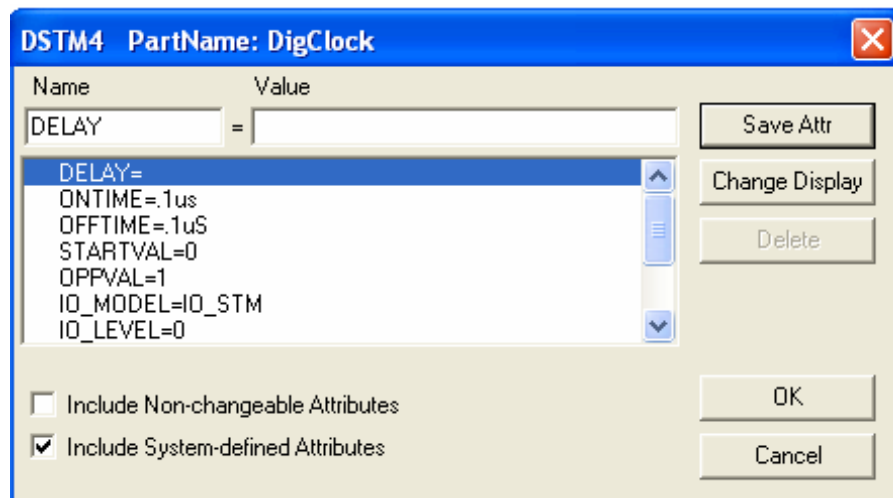 DSTM4 PartName: DigClock
Name Value
DELAY =
Save Attr
DELAY=
ONTIME=.1us
OFFTIME=.1uS
STARTVAL=0
OPPVAL=1
IO_MODEL=IO_STM
IO_LEVEL=0
Change Display
Delete
Include Non-changeable Attributes
Include System-defined Attributes
OK
Cancel